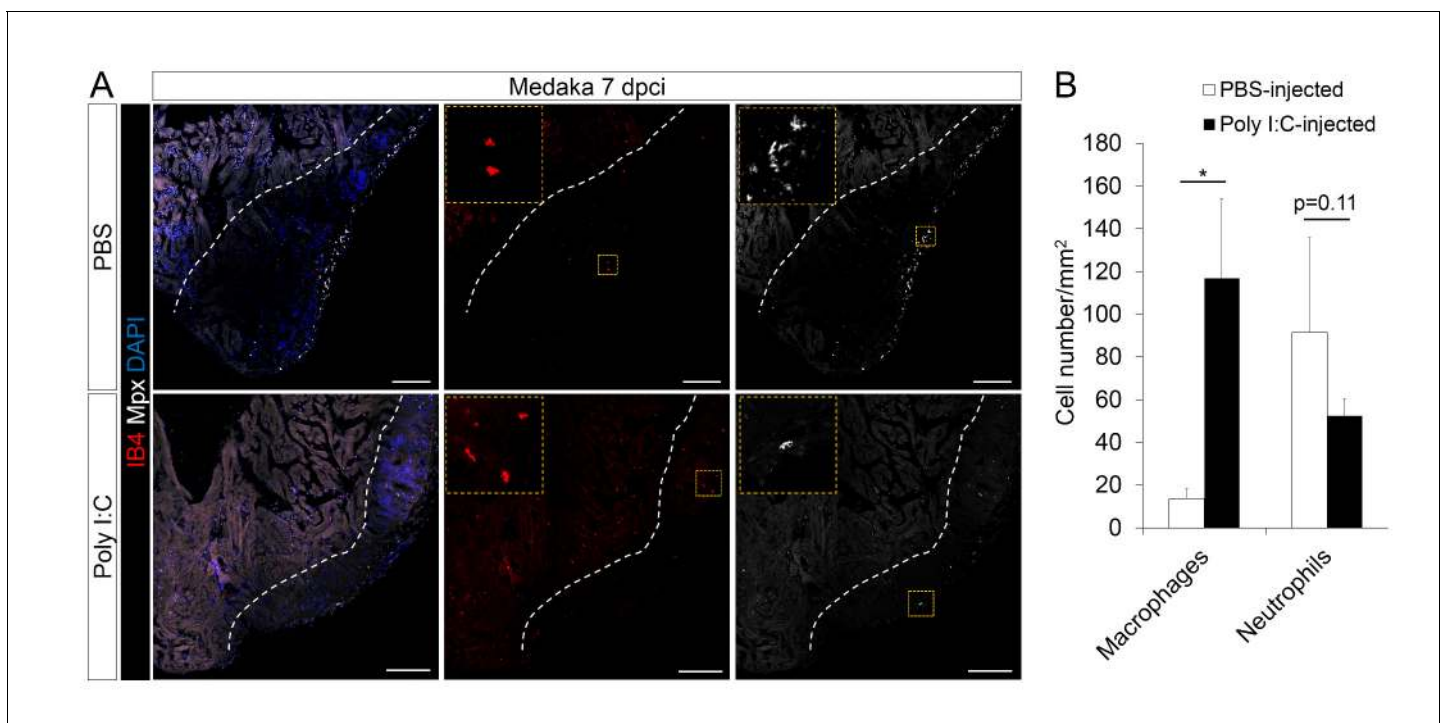 A
Medaka 7 dpci
PBS
Poly I:C
IB4 Mpx DAPI
B
PBS-injected
Poly I:C-injected
180
160
140
120
100
80
60
40
20
0
Cell number/mm²
*
p=0.11
Macrophages
Neutrophils